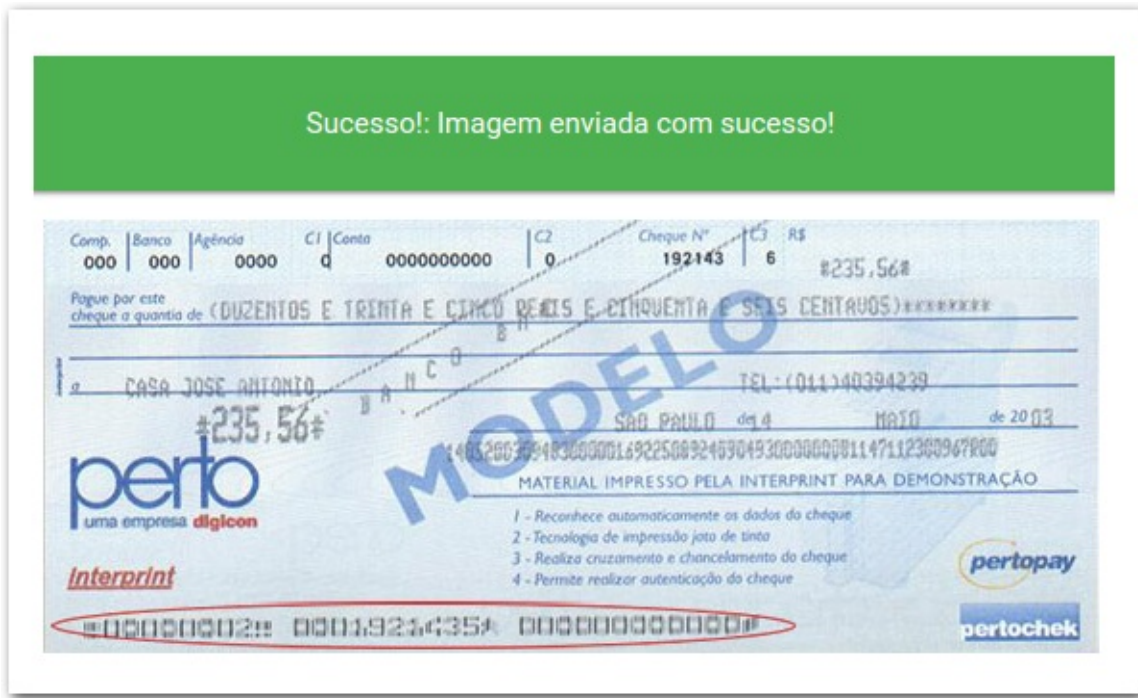 Sucesso!: Imagem enviada com sucesso!
Comp. Banco Agência C1 Conta C2 Cheque Nº C3 R$
000 000 0000 0 0000000000 0 192143 6 #235,56#
Pague por este
cheque a quantia de (DUZENTOS E TRINTA E CINCO REAIS E CINQUENTA E SEIS CENTAVOS)********
BANCO
a CASA JOSE ANTONIO TEL:(011)40394239
#235,56#
SAO PAULO de 14 MAIO de 2003
MODELO
MATERIAL IMPRESSO PELA INTERPRINT PARA DEMONSTRAÇÃO
perto
uma empresa digicon
1 - Reconhece automaticamente os dados do cheque
2 - Tecnologia de impressão jato de tinta
3 - Realiza cruzamento e chancelamento do cheque
4 - Permite realizar autenticação do cheque
Interprint
pertopay
pertochek